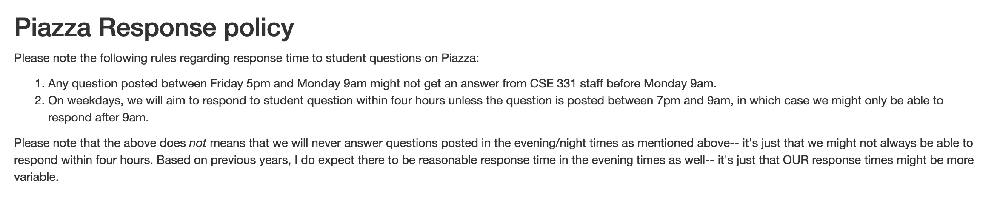 Piazza Response policy
Please note the following rules regarding response time to student questions on Piazza:
1. Any question posted between Friday 5pm and Monday 9am might not get an answer from CSE 331 staff before Monday 9am.
2. On weekdays, we will aim to respond to student question within four hours unless the question is posted between 7pm and 9am, in which case we might only be able to
respond after 9am.
Please note that the above does not means that we will never answer questions posted in the evening/night times as mentioned above-- it's just that we might not always be able to
respond within four hours. Based on previous years, I do expect there to be reasonable response time in the evening times as well-- it's just that OUR response times might be more
variable.